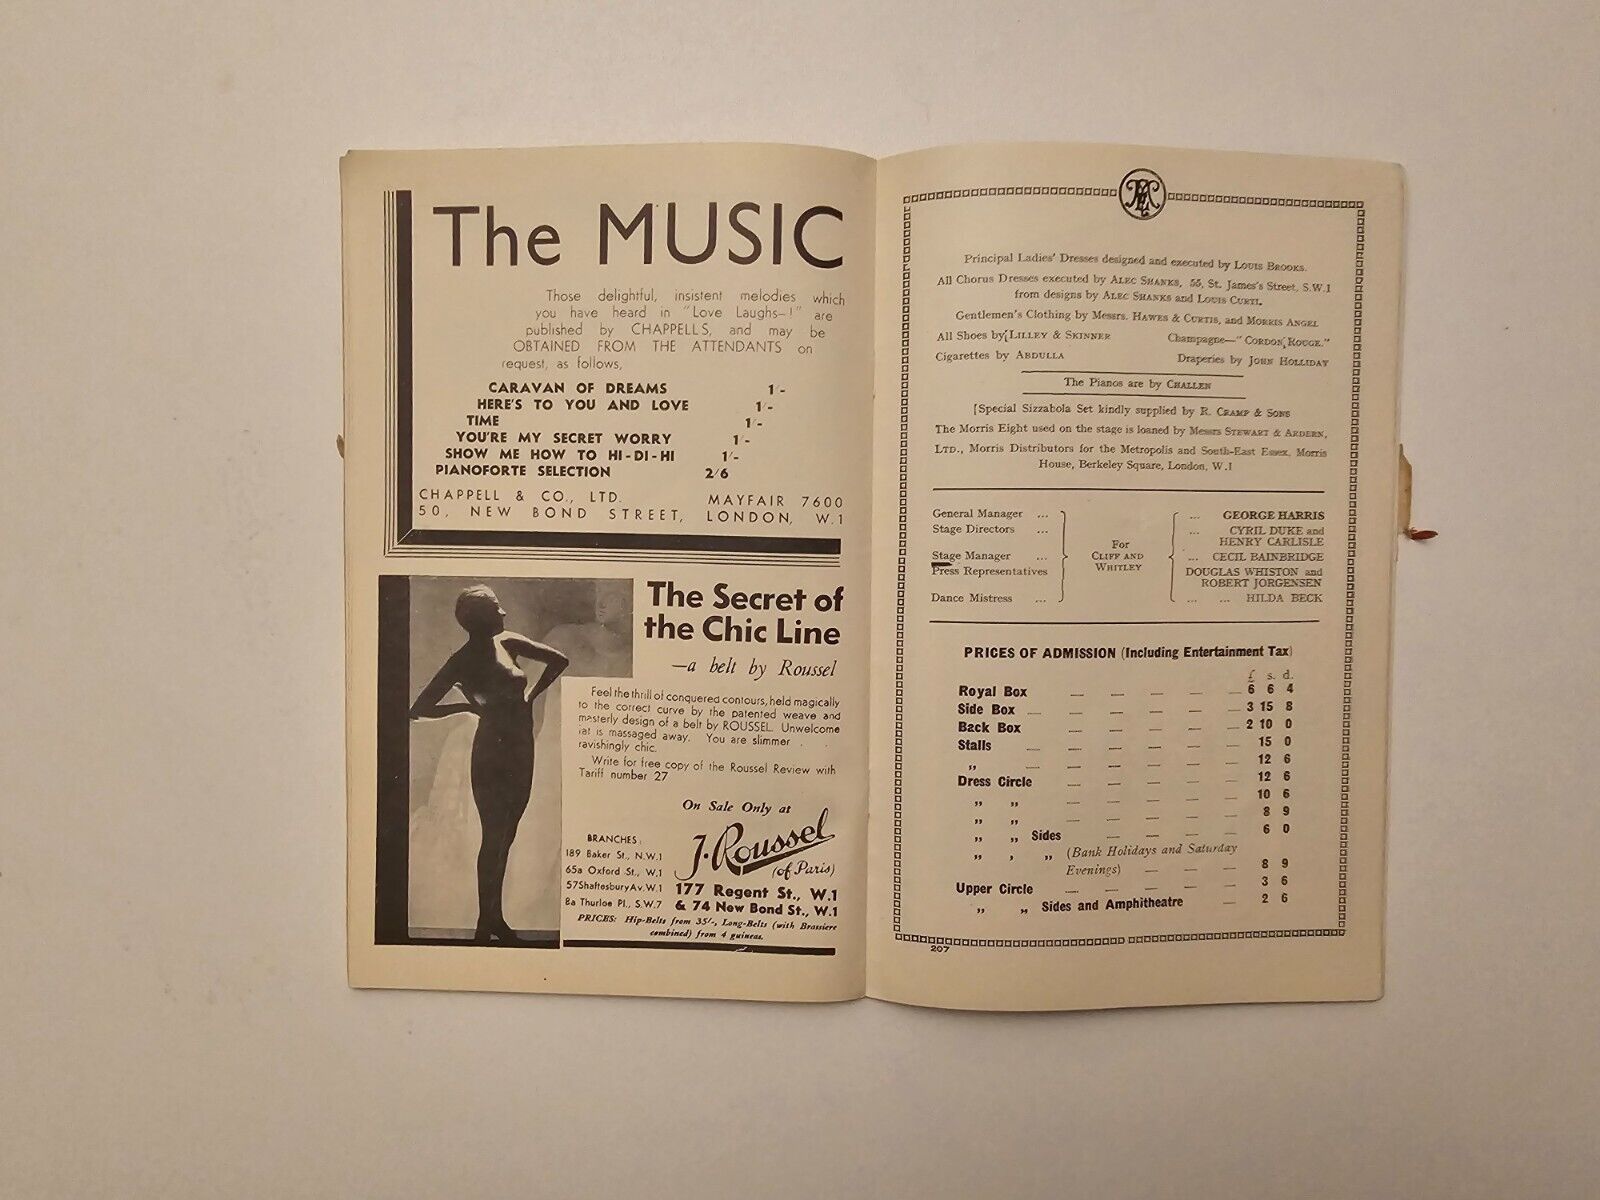 The MUSIC
Those delightful, insistent melodies which
you have heard in "Love Laughs—!" are
published by CHAPPELLS, and may be
OBTAINED FROM THE ATTENDANTS on
request, as follows,
CARAVAN OF DREAMS 1/-
HERE'S TO YOU AND LOVE 1/-
TIME 1/-
YOU'RE MY SECRET WORRY 1/-
SHOW ME HOW TO HI-DI-HI 1/-
PIANOFORTE SELECTION 2/6
CHAPPELL & CO., LTD. MAYFAIR 7600
50, NEW BOND STREET, LONDON, W.1
The Secret of
the Chic Line
—a belt by Roussel
Feel the thrill of conquered contours, held magically
to the correct curve by the patented weave and
masterly design of a belt by ROUSSEL. Unwelcome
fat is massaged away. You are slimmer . .
ravishingly chic.
Write for free copy of the Roussel Review with
Tariff number 27
On Sale Only at
J. Roussel
(of Paris)
177 Regent St., W.1
& 74 New Bond St., W.1
BRANCHES:
189 Baker St., N.W.1
65a Oxford St., W.1
57 Shaftesbury Av. W.1
8a Thurloe Pl., S.W.7
PRICES: Hip-Belts from 35/-, Long-Belts (with Brassiere
combined) from 4 guineas.
Principal Ladies' Dresses designed and executed by LOUIS BROOKS.
All Chorus Dresses executed by ALEC SHANKS, 55, St. James's Street, S.W.1
from designs by ALEC SHANKS and LOUIS CURTI.
Gentlemen's Clothing by Messrs. HAWES & CURTIS, and MORRIS ANGEL
All Shoes by LILLEY & SKINNER Champagne—"CORDON ROUGE."
Cigarettes by ABDULLA Draperies by JOHN HOLLIDAY
The Pianos are by CHALLEN
[Special Sizzabola Set kindly supplied by R. CRAMP & SONS
The Morris Eight used on the stage is loaned by Messrs STEWART & ARDERN,
LTD., Morris Distributors for the Metropolis and South-East Essex, Morris
House, Berkeley Square, London, W.1
General Manager ... ... GEORGE HARRIS
Stage Directors ... ... CYRIL DUKE and
HENRY CARLISLE
Stage Manager ... ... CECIL BAINBRIDGE
Press Representatives DOUGLAS WHISTON and
ROBERT JORGENSEN
Dance Mistress ... ... ... HILDA BECK
For
CLIFF AND
WHITLEY
PRICES OF ADMISSION (Including Entertainment Tax)
£ s. d.
Royal Box — — — — — — 6 6 4
Side Box — — — — — — 3 15 8
Back Box — — — — — 2 10 0
Stalls — — — — — — 15 0
„ — — — — — — 12 6
Dress Circle — — — — — 12 6
„ „ — — — — — 10 6
„ „ — — — — — 8 9
„ „ Sides — — — — 6 0
„ „ „ (Bank Holidays and Saturday
Evenings) — — — 8 9
Upper Circle — — — — — 3 6
„ „ Sides and Amphitheatre — 2 6
207